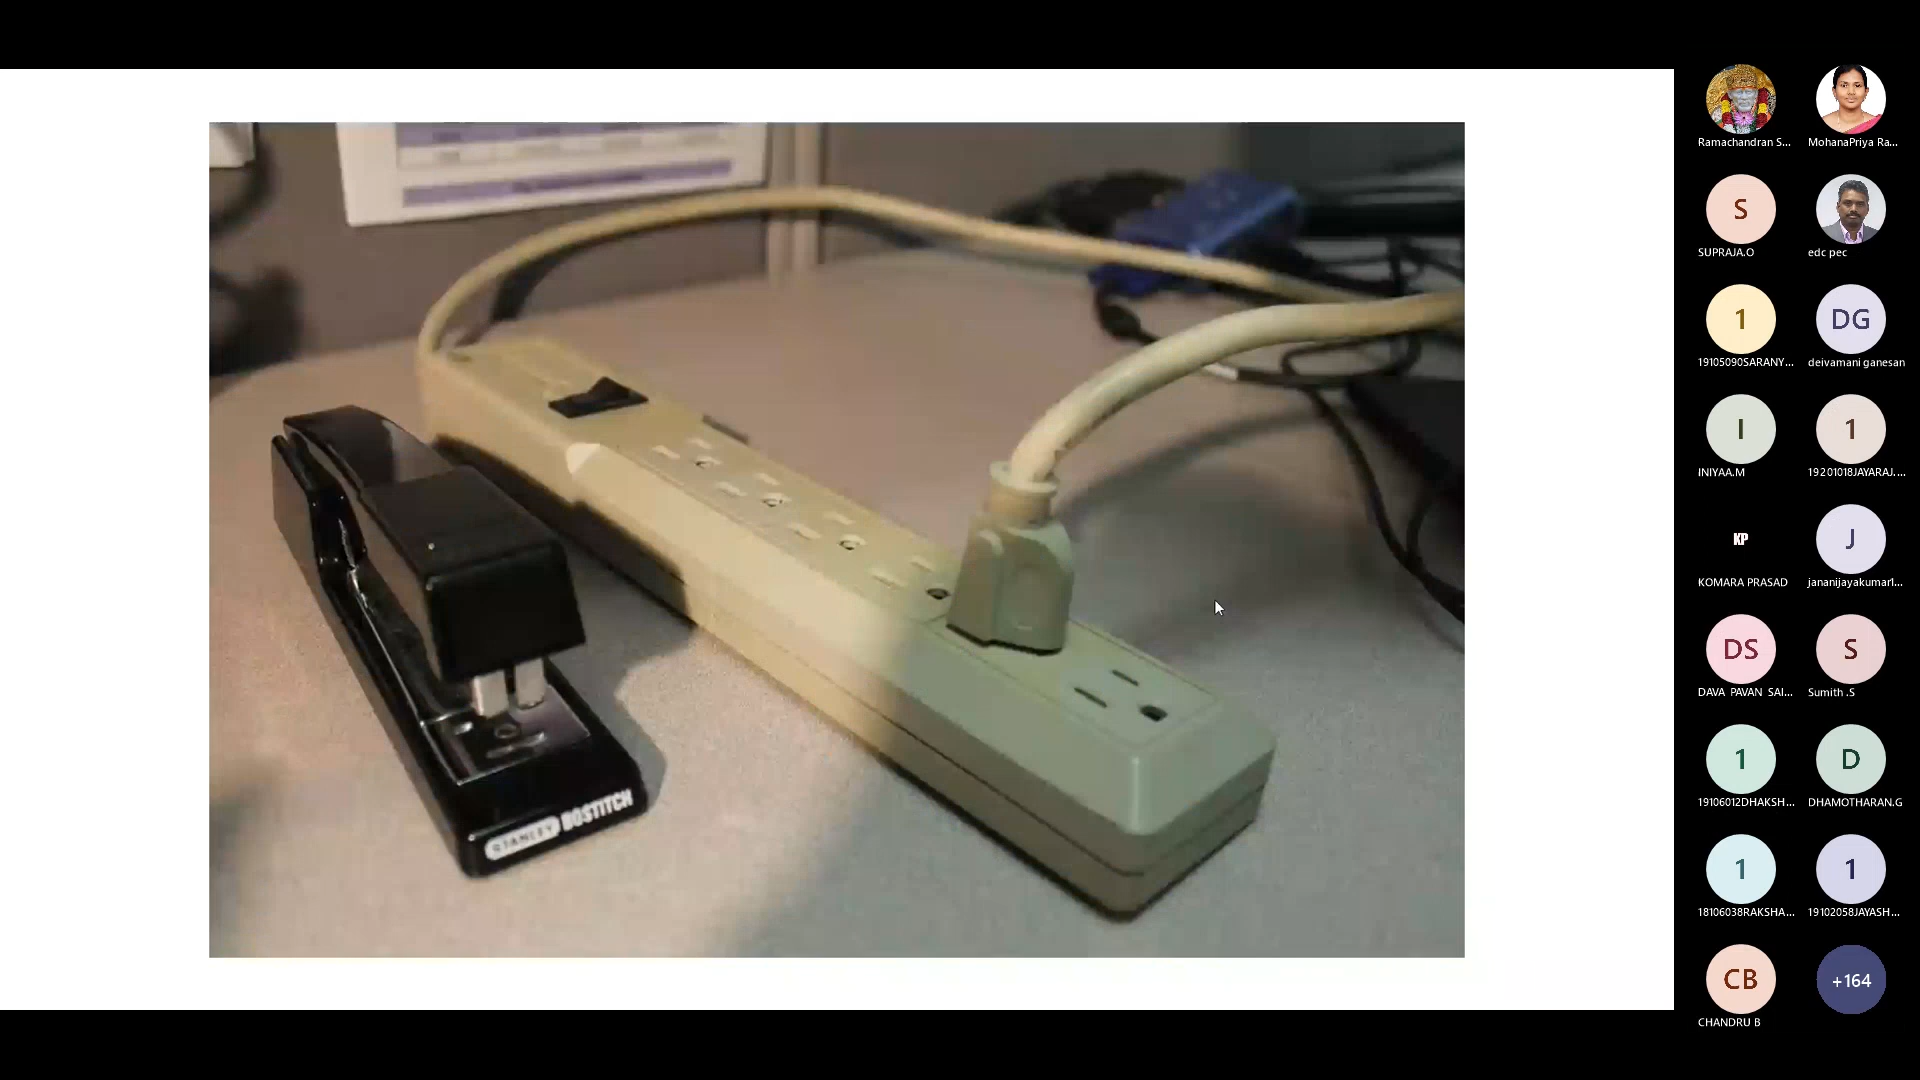 STANLEY BOSTITCH
Ramachandran S...
MohanaPriya Ra...
S
SUPRAJA.O
edc pec
1
19105090SARANY...
DG
deivamani ganesan
I
INIYAA.M
1
19201018JAYARAJ....
KP
KOMARA PRASAD
J
jananijayakumarl...
DS
DAVA PAVAN SAI...
S
Sumith .S
1
19106012DHAKSH...
D
DHAMOTHARAN.G
1
18106038RAKSHA...
1
19102058JAYASH...
CB
CHANDRU B
+164